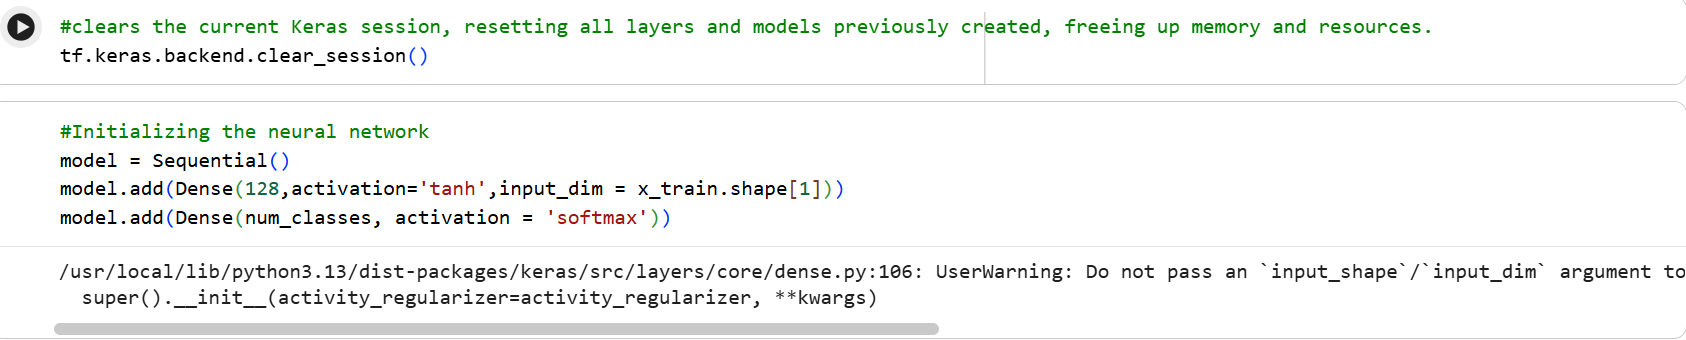 #clears the current Keras session, resetting all layers and models previously created, freeing up memory and resources.
tf.keras.backend.clear_session()
#Initializing the neural network
model = Sequential()
model.add(Dense(128,activation='tanh',input_dim = x_train.shape[1]))
model.add(Dense(num_classes, activation = 'softmax'))
/usr/local/lib/python3.13/dist-packages/keras/src/layers/core/dense.py:106: UserWarning: Do not pass an `input_shape`/`input_dim` argument to
super().__init__(activity_regularizer=activity_regularizer, **kwargs)